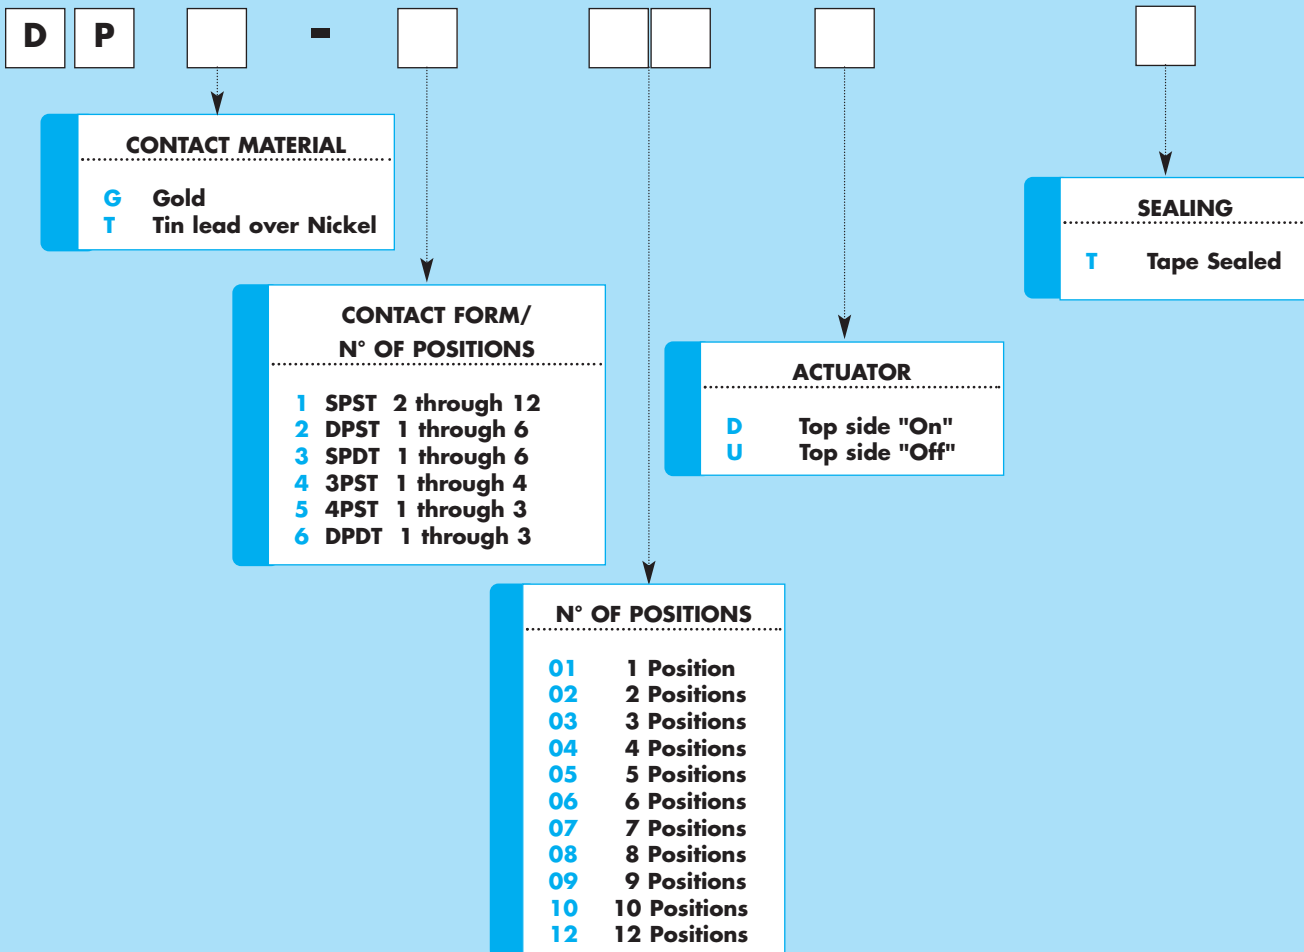 D P -
CONTACT MATERIAL
G Gold
T Tin lead over Nickel
SEALING
T Tape Sealed
CONTACT FORM/
N° OF POSITIONS
1 SPST 2 through 12
2 DPST 1 through 6
3 SPDT 1 through 6
4 3PST 1 through 4
5 4PST 1 through 3
6 DPDT 1 through 3
ACTUATOR
D Top side "On"
U Top side "Off"
N° OF POSITIONS
01 1 Position
02 2 Positions
03 3 Positions
04 4 Positions
05 5 Positions
06 6 Positions
07 7 Positions
08 8 Positions
09 9 Positions
10 10 Positions
12 12 Positions